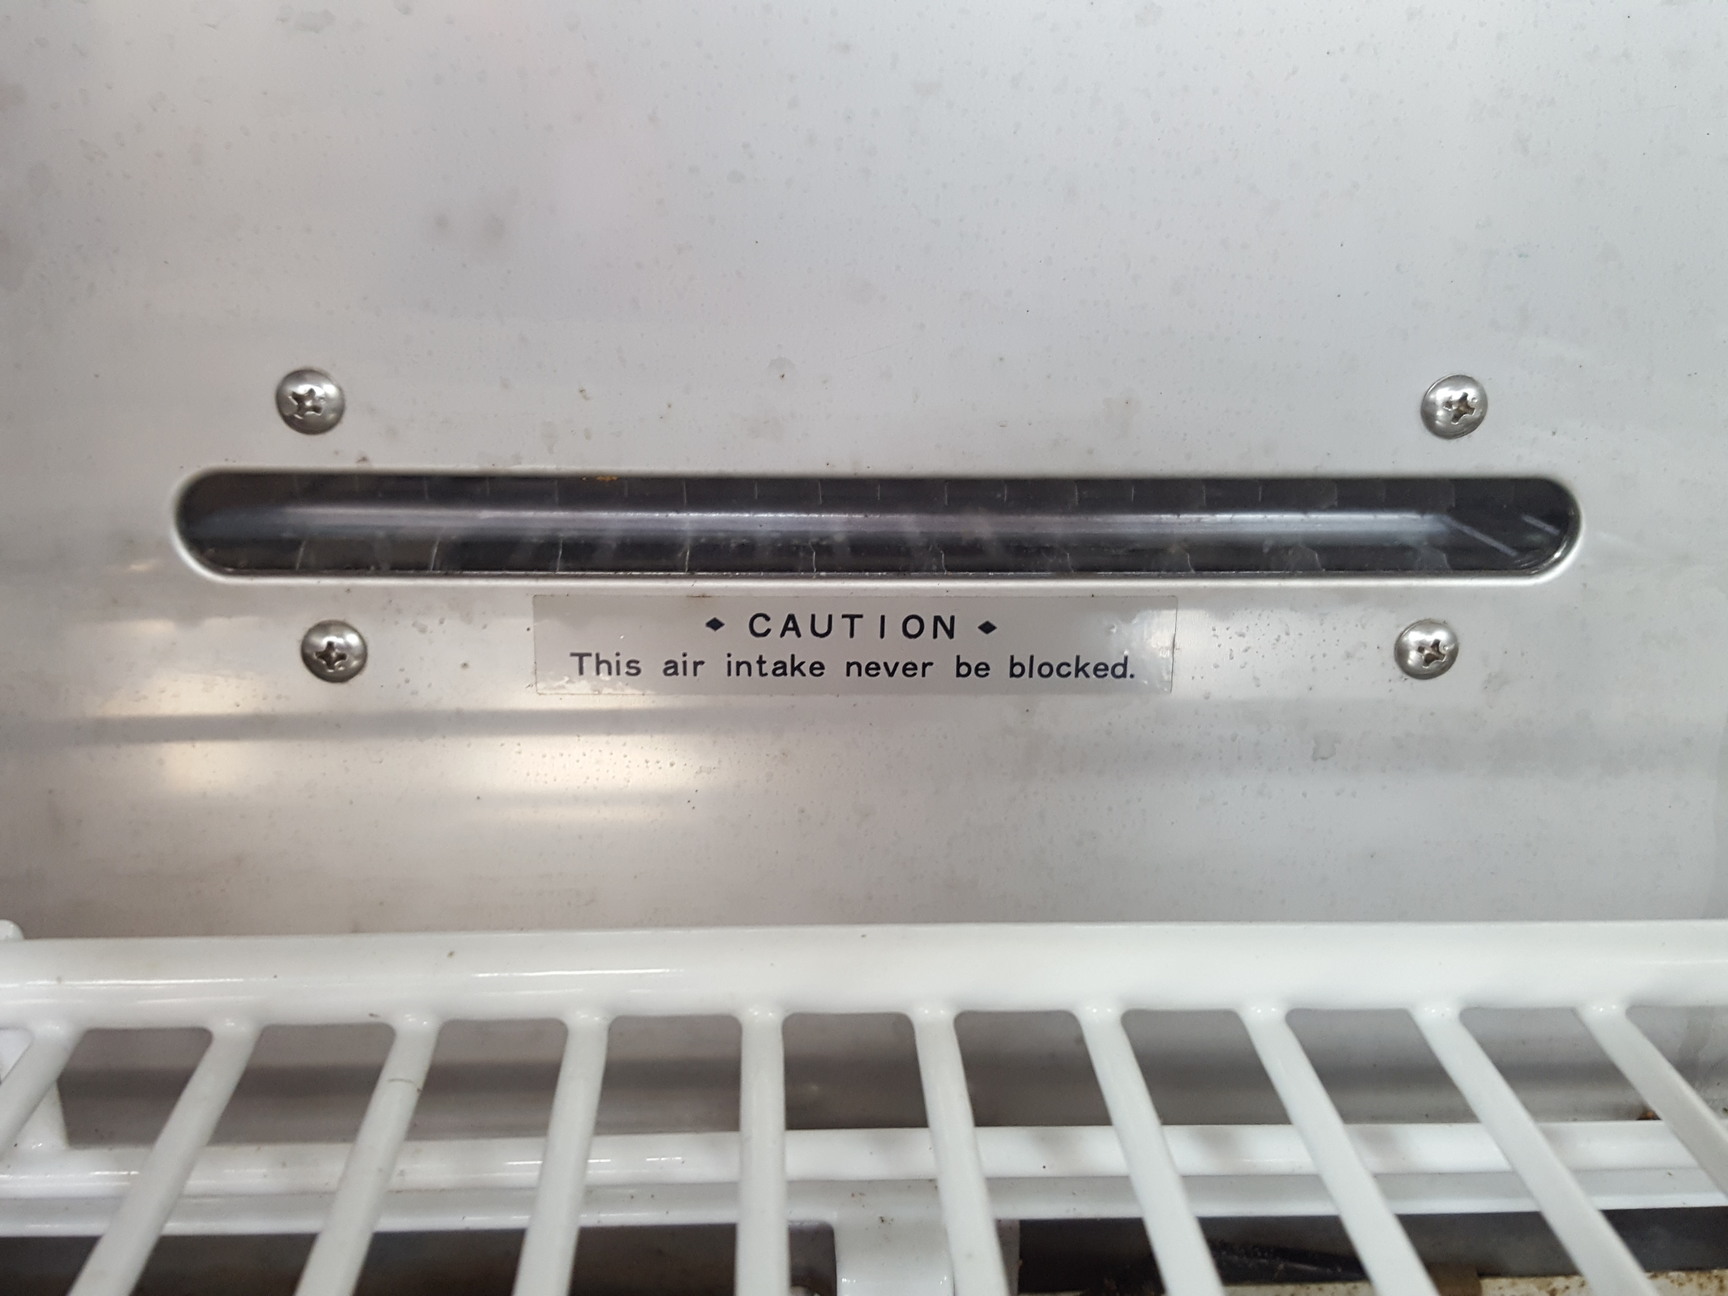 ◆ CAUTION ◆
This air intake never be blocked.